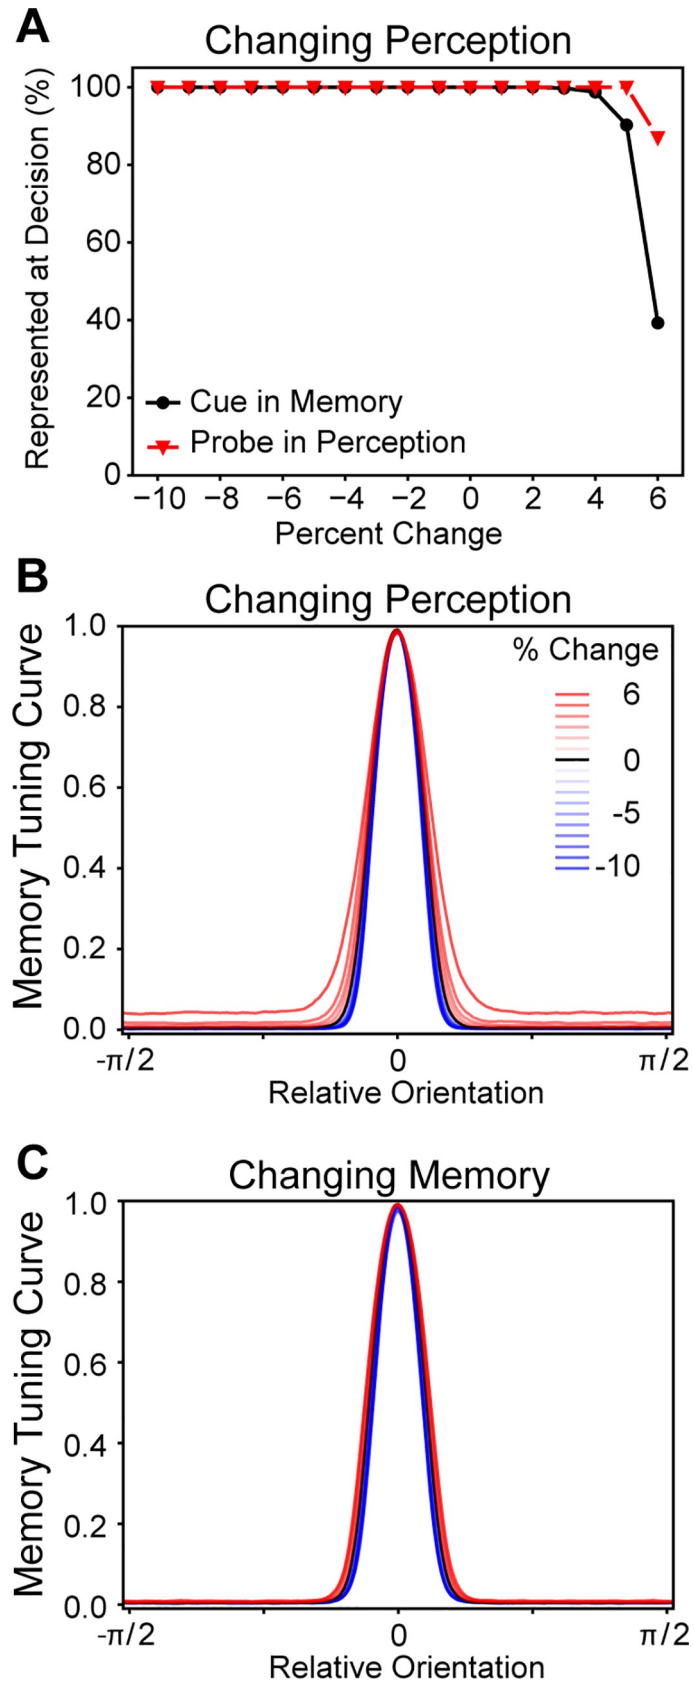 A
Changing Perception
Represented at Decision (%)
100
80
60
40
20
0
Cue in Memory
Probe in Perception
−10 −8 −6 −4 −2 0 2 4 6
Percent Change
B
Changing Perception
Memory Tuning Curve
1.0
0.8
0.6
0.4
0.2
0.0
% Change
6
0
-5
-10
-π/2 0 π/2
Relative Orientation
C
Changing Memory
Memory Tuning Curve
1.0
0.8
0.6
0.4
0.2
0.0
-π/2 0 π/2
Relative Orientation